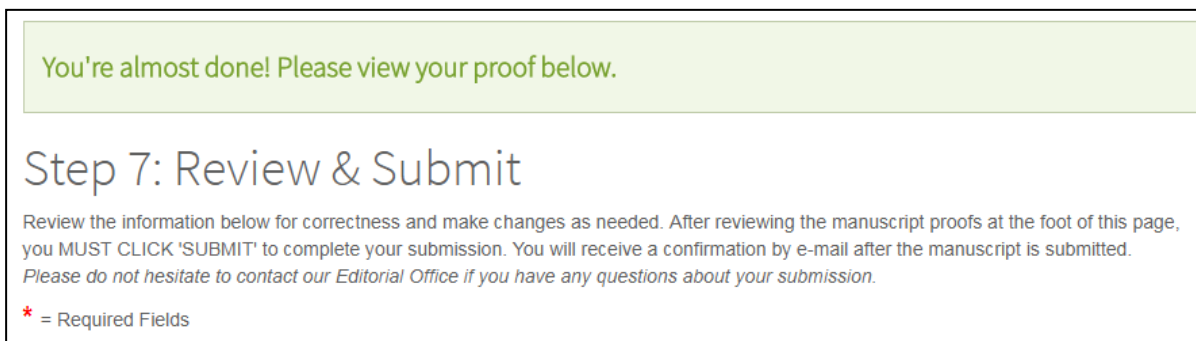 You're almost done! Please view your proof below.
Step 7: Review & Submit
Review the information below for correctness and make changes as needed. After reviewing the manuscript proofs at the foot of this page,
you MUST CLICK 'SUBMIT' to complete your submission. You will receive a confirmation by e-mail after the manuscript is submitted.
Please do not hesitate to contact our Editorial Office if you have any questions about your submission.
* = Required Fields